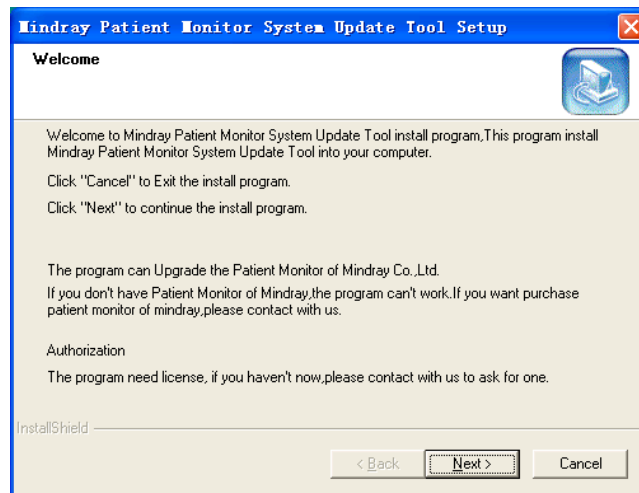 Mindray Patient Monitor System Update Tool Setup
Welcome
Welcome to Mindray Patient Monitor System Update Tool install program,This program install
Mindray Patient Monitor System Update Tool into your computer.
Click "Cancel" to Exit the install program.
Click "Next" to continue the install program.
The program can Upgrade the Patient Monitor of Mindray Co.,Ltd.
If you don't have Patient Monitor of Mindray,the program can't work.If you want purchase
patient monitor of mindray,please contact with us.
Authorization
The program need license, if you haven't now,please contact with us to ask for one.
InstallShield
< Back Next > Cancel